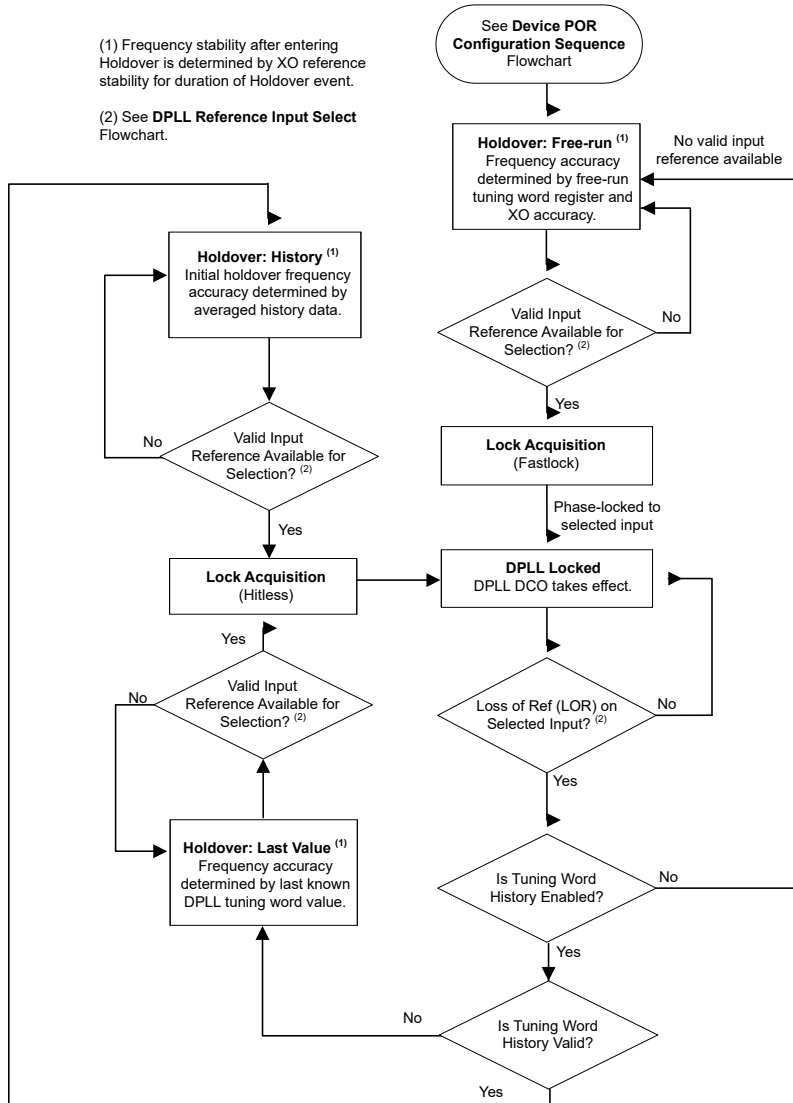 (1) Frequency stability after entering
Holdover is determined by XO reference
stability for duration of Holdover event.
(2) See DPLL Reference Input Select
Flowchart.
See Device POR
Configuration Sequence
Flowchart
Holdover: Free-run (1)
Frequency accuracy
determined by free-run
tuning word register and
XO accuracy.
No valid input
reference available
Valid Input
Reference Available for
Selection? (2)
No
Yes
Lock Acquisition
(Fastlock)
Phase-locked to
selected input
Holdover: History (1)
Initial holdover frequency
accuracy determined by
averaged history data.
Valid Input
Reference Available for
Selection? (2)
No
Yes
Lock Acquisition
(Hitless)
DPLL Locked
DPLL DCO takes effect.
Yes
Valid Input
Reference Available for
Selection? (2)
No
Loss of Ref (LOR) on
Selected Input? (2)
No
Yes
Holdover: Last Value (1)
Frequency accuracy
determined by last known
DPLL tuning word value.
Is Tuning Word
History Enabled?
No
Yes
Is Tuning Word
History Valid?
No
Yes